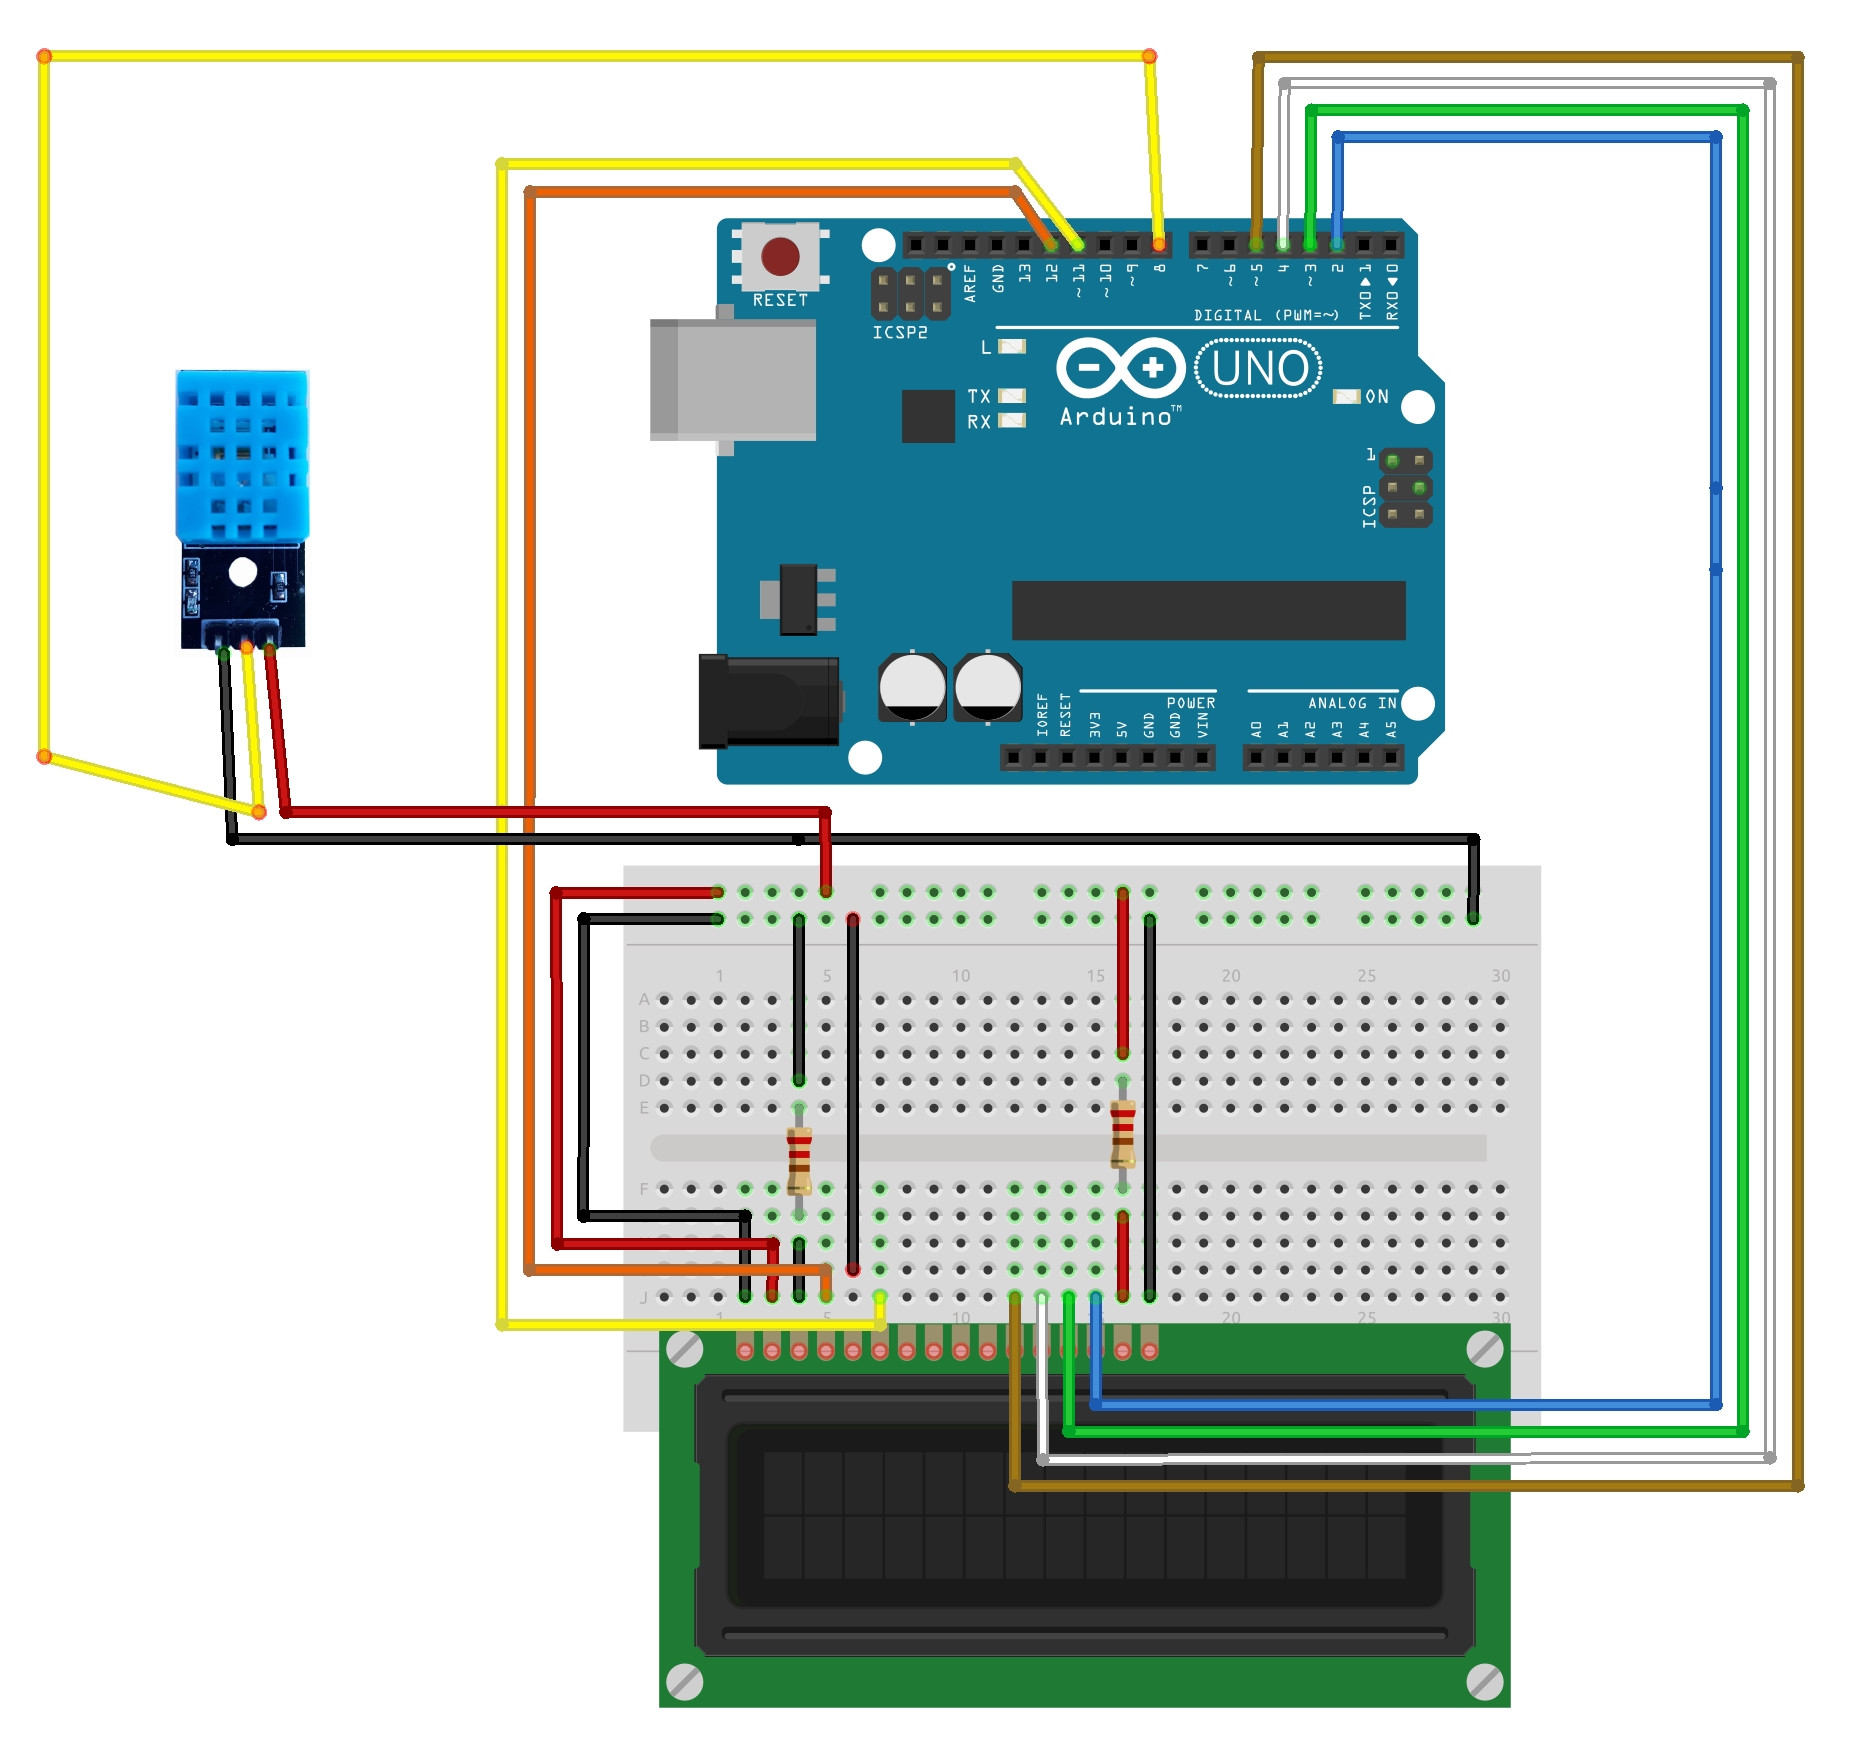 RESET
ICSP2
AREF
GND
13
12
~11
~10
~9
8
7
~6
~5
4
~3
2
TX0▶1
RX0◀0
DIGITAL (PWM=~)
L
TX
RX
UNO
Arduino™
ON
1
ICSP
IOREF
RESET
3V3
5V
GND
GND
VIN
POWER
ANALOG IN
A0
A1
A2
A3
A4
A5
1 5 10 15 20 25 30
A
B
C
D
E
F
J
1 5 10 20 25 30